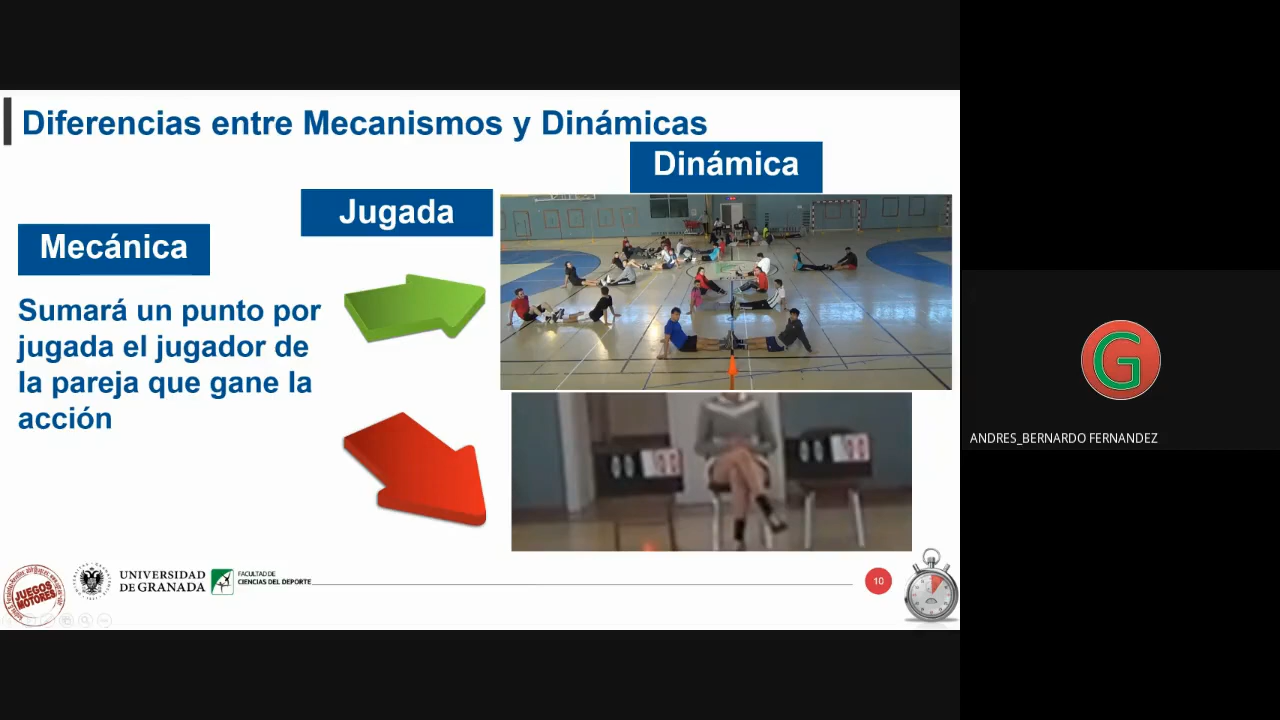 Diferencias entre Mecanismos y Dinámicas
Dinámica
Jugada
Mecánica
Sumará un punto por
jugada el jugador de
la pareja que gane la
acción
G
ANDRES_BERNARDO FERNANDEZ
JUEGOS
MOTORES
UNIVERSIDAD
DE GRANADA
FACULTAD DE
CIENCIAS DEL DEPORTE
10